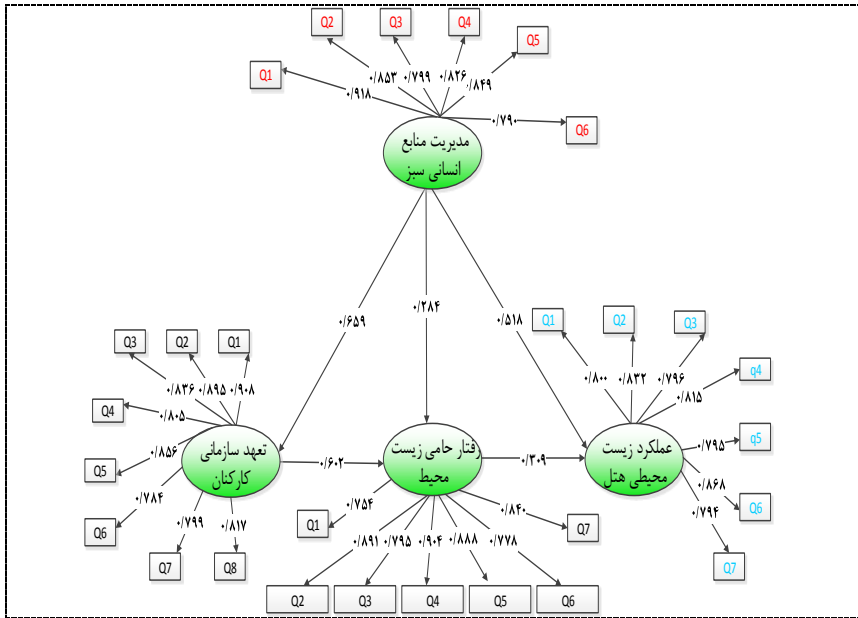 Q2
Q3
Q4
Q5
Q1
Q6
۰/۹۱۸
۰/۸۵۳
۰/۷۹۹
۰/۸۲۶
۰/۸۴۹
۰/۷۹۰
مدیریت منابع
انسانی سبز
۰/۶۵۹
۰/۲۸۴
۰/۵۱۸
Q3
Q2
Q1
Q4
Q5
Q6
Q7
Q8
۰/۸۳۶
۰/۸۹۵
۰/۹۰۸
۰/۸۰۵
۰/۸۵۶
۰/۷۸۴
۰/۷۹۹
۰/۸۱۷
تعهد سازمانی
کارکنان
۰/۶۰۲
رفتار حامی زیست
محیط
۰/۳۰۹
Q1
Q2
Q3
Q4
Q5
Q6
Q7
۰/۷۵۴
۰/۸۹۱
۰/۷۹۵
۰/۹۰۴
۰/۸۸۸
۰/۷۷۸
۰/۸۴۰
عملکرد زیست
محیطی هتل
Q1
Q2
Q3
q4
q5
Q6
Q7
۰/۸۰۰
۰/۸۳۲
۰/۷۹۶
۰/۸۱۵
۰/۷۹۵
۰/۸۶۸
۰/۷۹۴